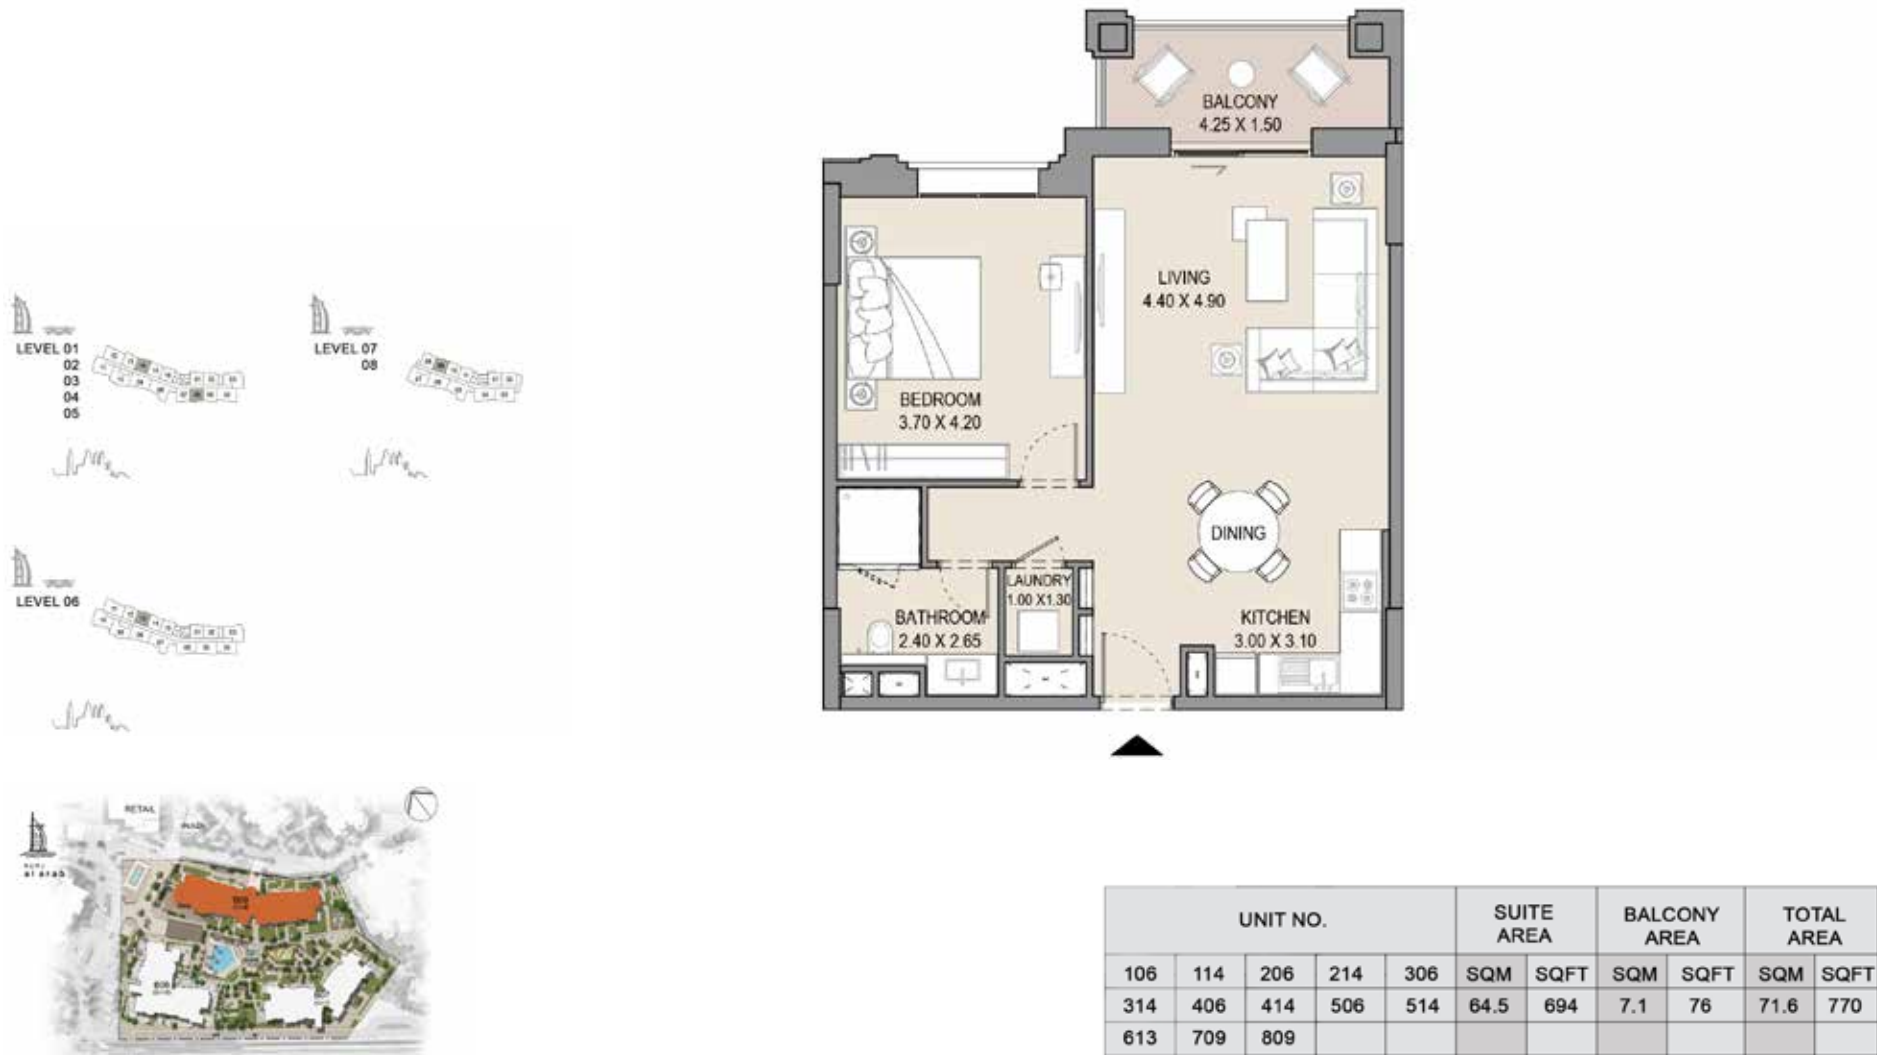 BALCONY
4.25 X 1.50
LIVING
4.40 X 4.90
BEDROOM
3.70 X 4.20
DINING
LAUNDRY
1.00 X1.30
BATHROOM
2.40 X 2.65
KITCHEN
3.00 X 3.10
LEVEL 01
02
03
04
05
LEVEL 07
08
LEVEL 06
RETAIL
al arab
UNIT NO. SUITE AREA BALCONY AREA TOTAL AREA
106 114 206 214 306 SQM SQFT SQM SQFT SQM SQFT
314 406 414 506 514 64.5 694 7.1 76 71.6 770
613 709 809